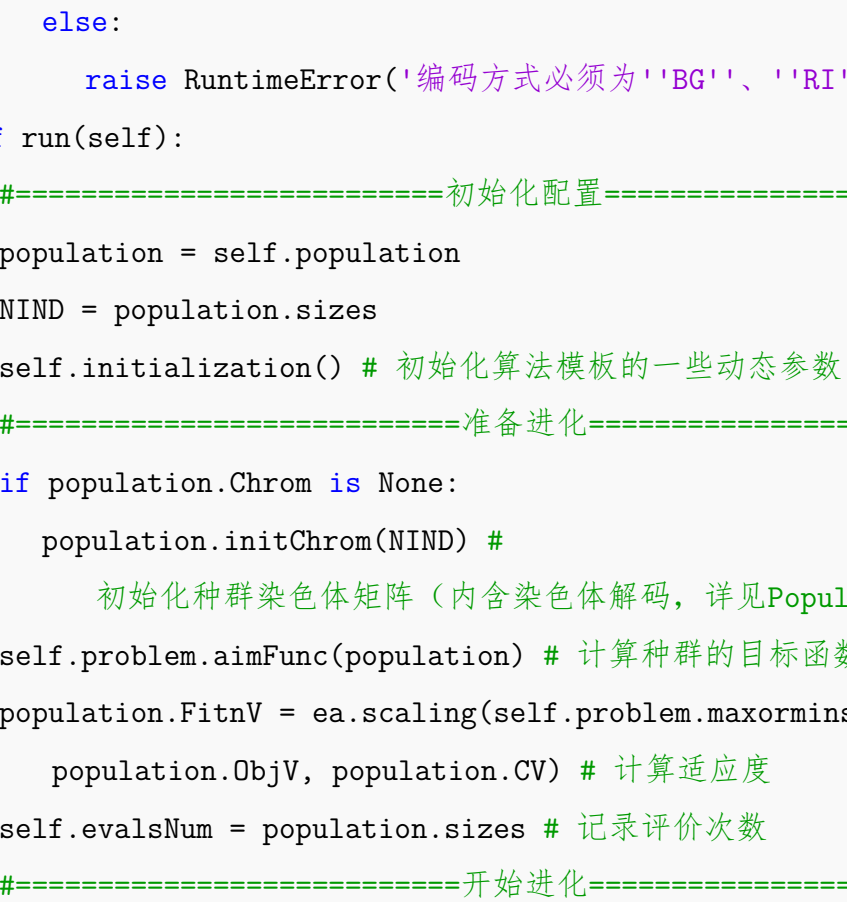 else:
raise RuntimeError('编码方式必须为''BG''、''RI'
run(self):
#==========================初始化配置===============
population = self.population
NIND = population.sizes
self.initialization() # 初始化算法模板的一些动态参数
#===========================准备进化================
if population.Chrom is None:
population.initChrom(NIND) #
初始化种群染色体矩阵（内含染色体解码，详见Popul
self.problem.aimFunc(population) # 计算种群的目标函数
population.FitnV = ea.scaling(self.problem.maxormins
population.ObjV, population.CV) # 计算适应度
self.evalsNum = population.sizes # 记录评价次数
#===========================开始进化================